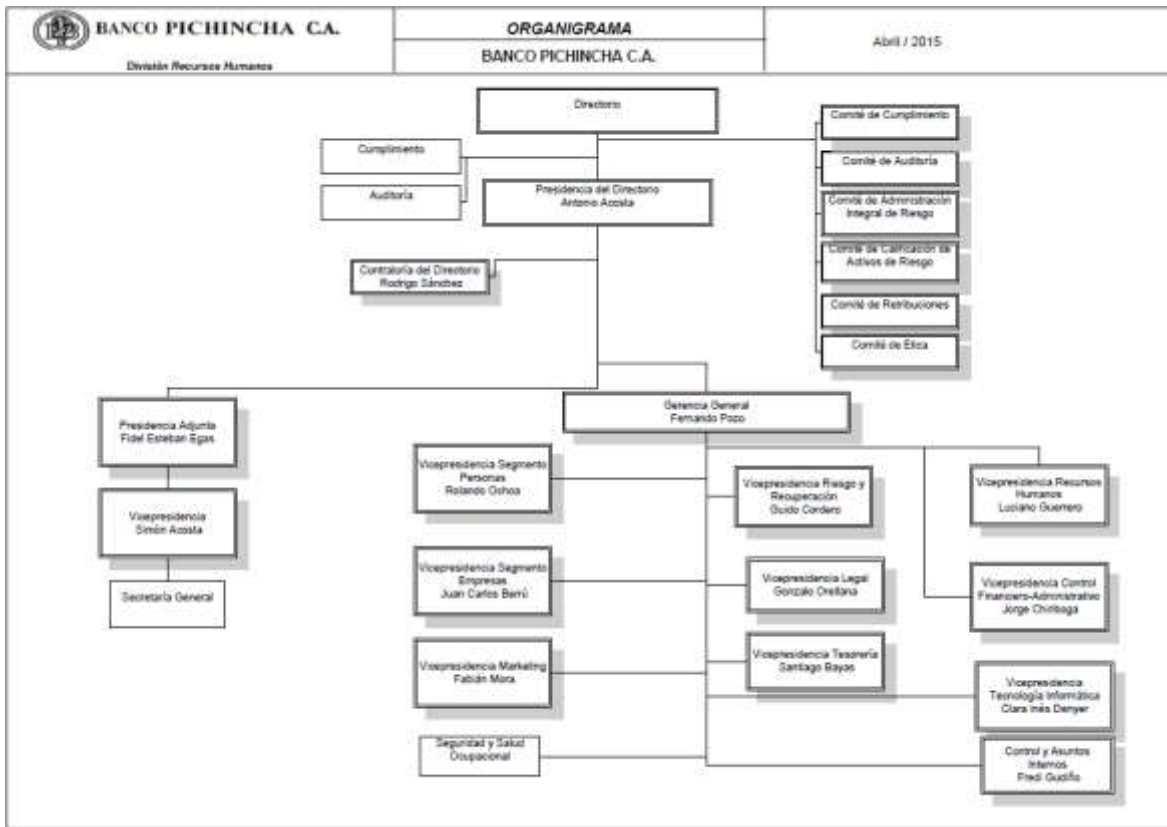 BANCO PICHINCHA C.A.
División Recursos Humanos
ORGANIGRAMA
BANCO PICHINCHA C.A.
Abril / 2015
Directorio
Cumplimiento
Auditoría
Presidencia del Directorio
Antonio Acosta
Comité de Cumplimiento
Comité de Auditoría
Comité de Administración
Integral de Riesgo
Comité de Calificación de
Activos de Riesgo
Comité de Retribuciones
Comité de Etica
Contraloría del Directorio
Rodrigo Sánchez
Presidencia Adjunta
Fidel Esteban Egas
Vicepresidencia
Simón Acosta
Secretaría General
Gerencia General
Fernando Pozo
Vicepresidencia Segmento
Personas
Rolando Ochoa
Vicepresidencia Riesgo y
Recuperación
Guido Cordero
Vicepresidencia Recursos
Humanos
Luciano Guerrero
Vicepresidencia Segmento
Empresas
Juan Carlos Berrú
Vicepresidencia Legal
Gonzalo Orellana
Vicepresidencia Control
Financiero-Administrativo
Jorge Chiriboga
Vicepresidencia Marketing
Fabián Mora
Vicepresidencia Tesorería
Santiago Bayas
Vicepresidencia
Tecnología Informática
Clara Inés Denyer
Seguridad y Salud
Ocupacional
Control y Asuntos
Internos
Fredi Gudiño